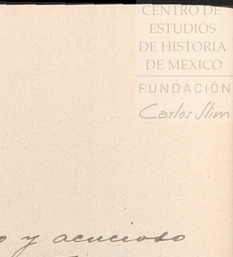 CENTRO DE
ESTUDIOS
DE HISTORIA
DE MEXICO
FUNDACIÓN
Carlos Slim
o y acucioso